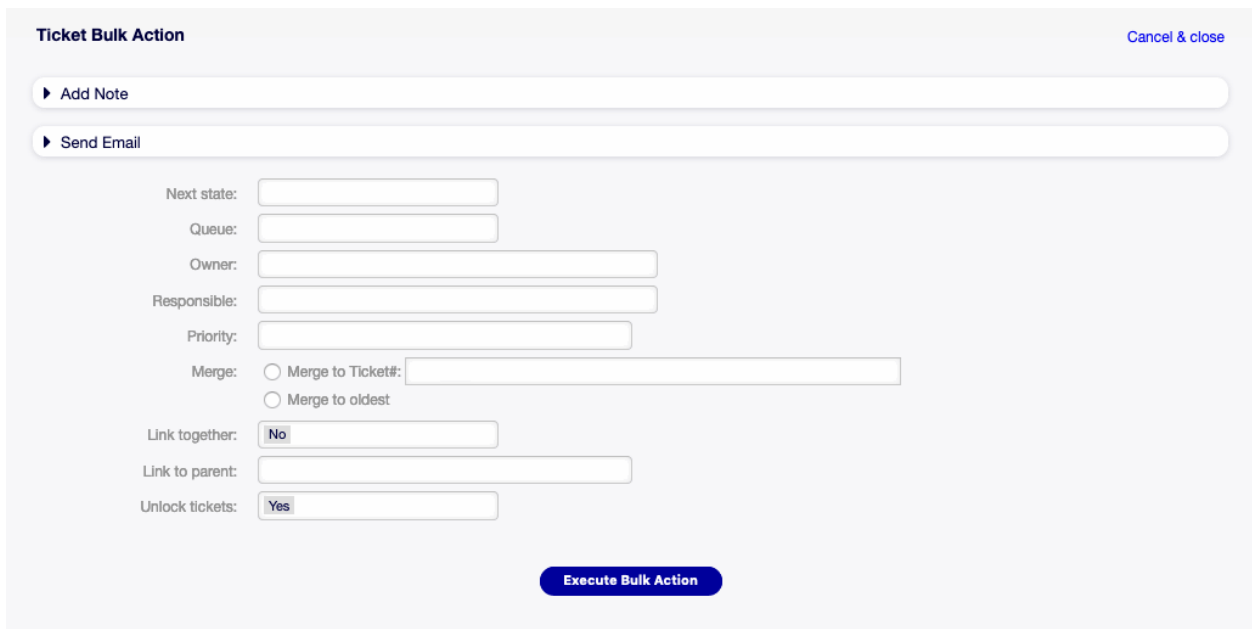 Ticket Bulk Action
Cancel & close
Add Note
Send Email
Next state:
Queue:
Owner:
Responsible:
Priority:
Merge: Merge to Ticket#:
Merge to oldest
Link together: No
Link to parent:
Unlock tickets: Yes
Execute Bulk Action